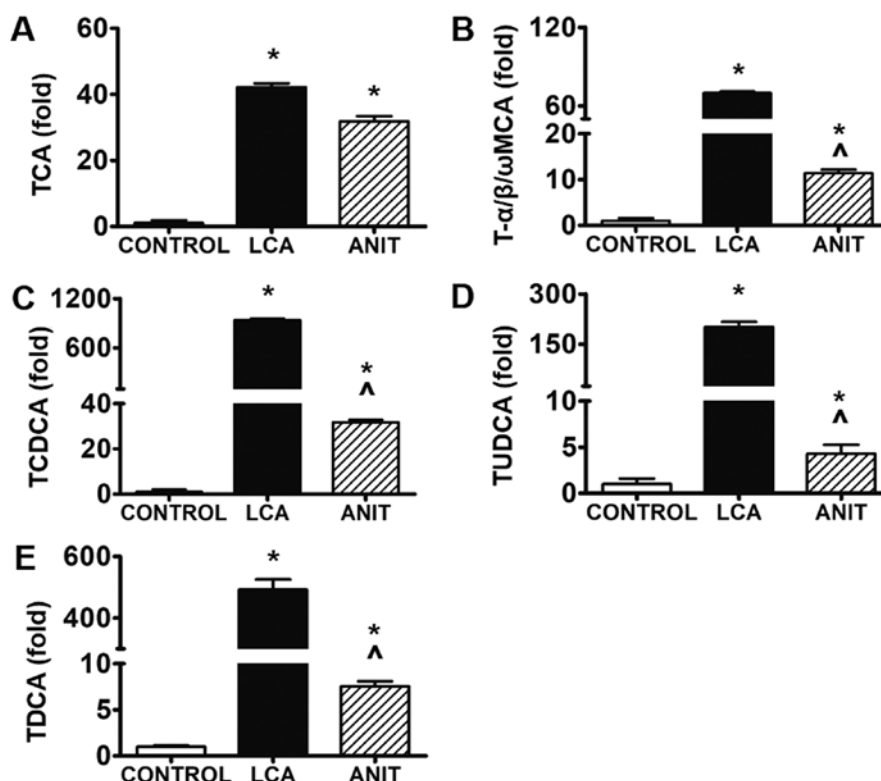 A
TCA (fold)
60
40
20
0
*
*
CONTROL LCA ANIT
B
T-α/β/ωMCA (fold)
120
60
20
10
0
*
*
^
CONTROL LCA ANIT
C
TCDCA (fold)
1200
600
40
20
0
*
*
^
CONTROL LCA ANIT
D
TUDCA (fold)
300
150
10
5
0
*
*
^
CONTROL LCA ANIT
E
TDCA (fold)
600
400
10
5
0
*
*
^
CONTROL LCA ANIT